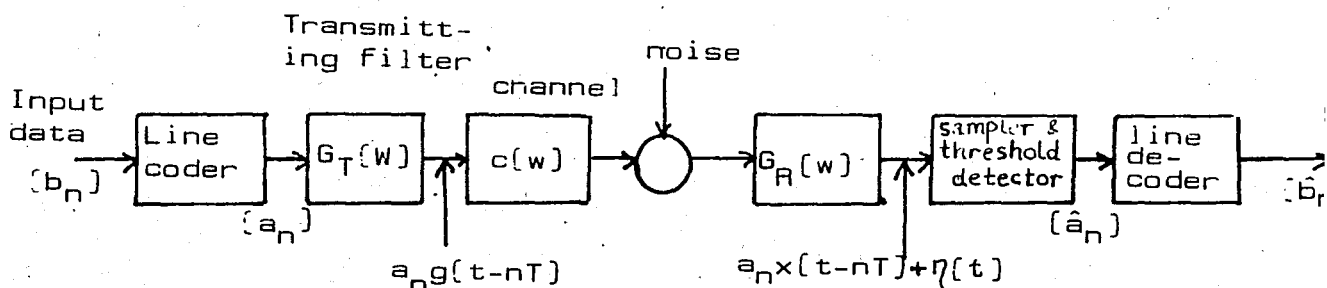 Transmitt-
ing filter
noise
channel
Input
data
{b_n}
Line
coder
{a_n}
G_T(W)
c(w)
G_R(w)
sampler &
threshold
detector
line
de-
coder
{â_n}
{b̂_n
a_n g(t-nT)
a_n x(t-nT)+η(t)